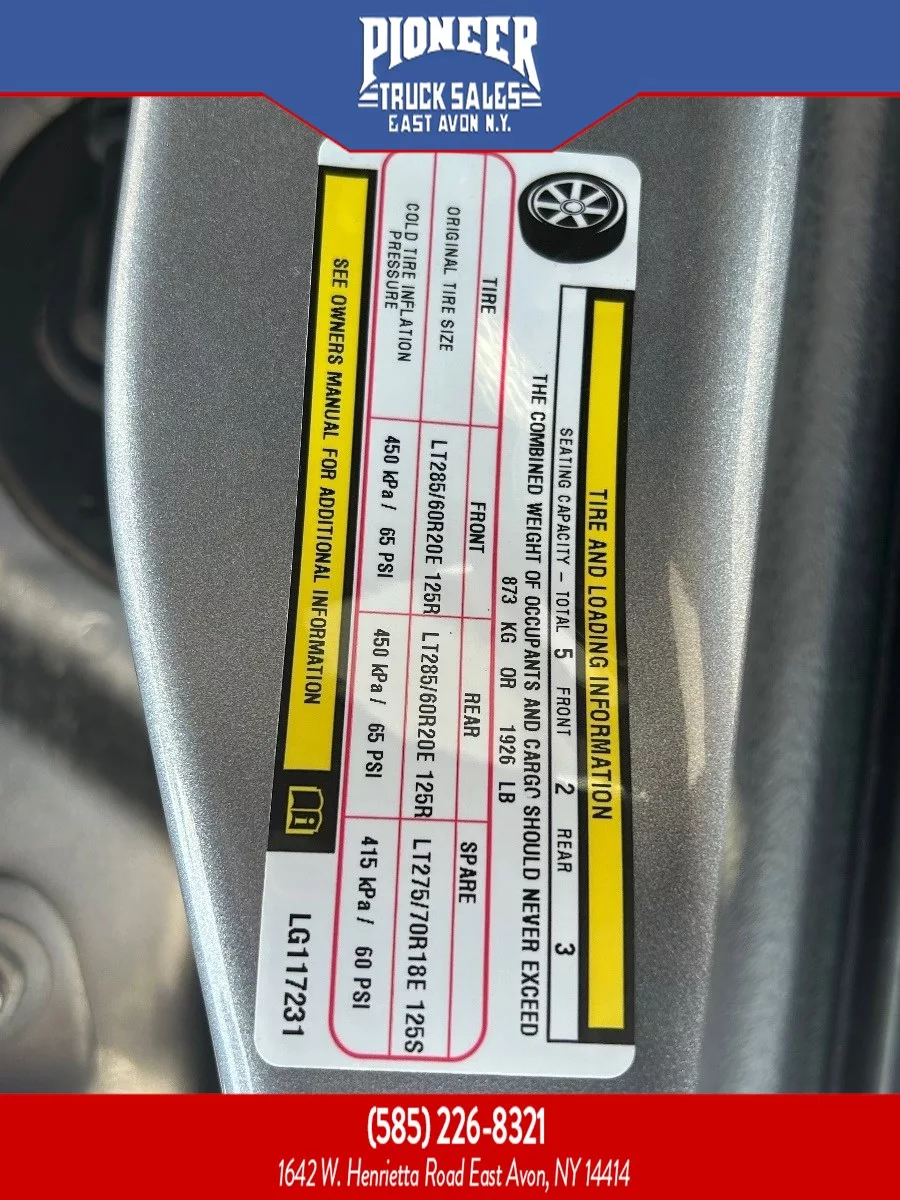 PIONEER
TRUCK SALES
EAST AVON N.Y.
TIRE AND LOADING INFORMATION
SEATING CAPACITY - TOTAL 5 FRONT 2 REAR 3
THE COMBINED WEIGHT OF OCCUPANTS AND CARGO SHOULD NEVER EXCEED
873 KG OR 1926 LB
TIRE FRONT REAR SPARE
ORIGINAL TIRE SIZE LT285/60R20E 125R LT285/60R20E 125R LT275/70R18E 125S
COLD TIRE INFLATION
PRESSURE 450 kPa / 65 PSI 450 kPa / 65 PSI 415 kPa / 60 PSI
SEE OWNERS MANUAL FOR ADDITIONAL INFORMATION
LG117231
(585) 226-8321
1642 W. Henrietta Road East Avon, NY 14414